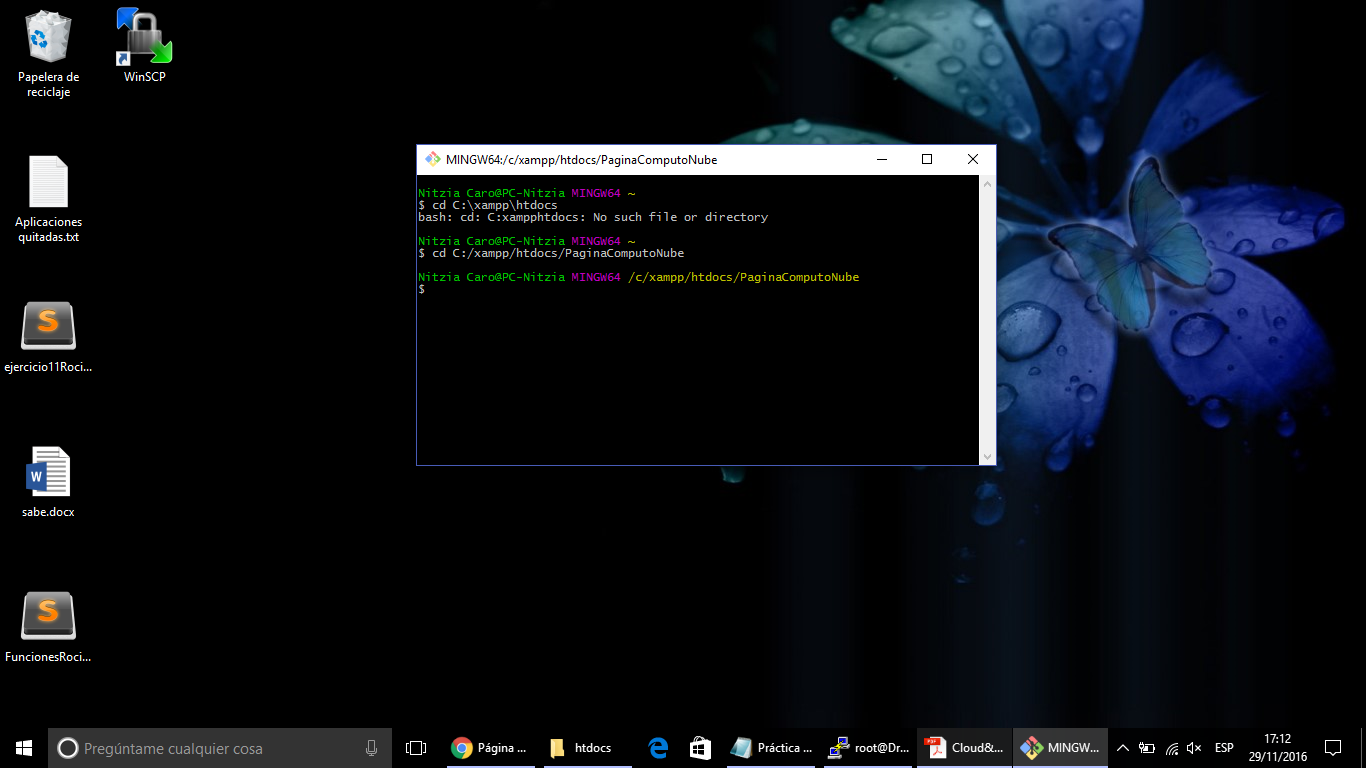 Papelera de
reciclaje
WinSCP
Aplicaciones
quitadas.txt
ejercicio11Roci...
sabe.docx
FuncionesRoci...
MINGW64:/c/xampp/htdocs/PaginaComputoNube
Nitzia Caro@PC-Nitzia MINGW64 ~
$ cd C:\xampp\htdocs
bash: cd: C:xampphtdocs: No such file or directory
Nitzia Caro@PC-Nitzia MINGW64 ~
$ cd C:/xampp/htdocs/PaginaComputoNube
Nitzia Caro@PC-Nitzia MINGW64 /c/xampp/htdocs/PaginaComputoNube
$
Pregúntame cualquier cosa
Página ...
htdocs
Práctica ...
root@Dr...
Cloud&...
MINGW...
ESP
17:12
29/11/2016